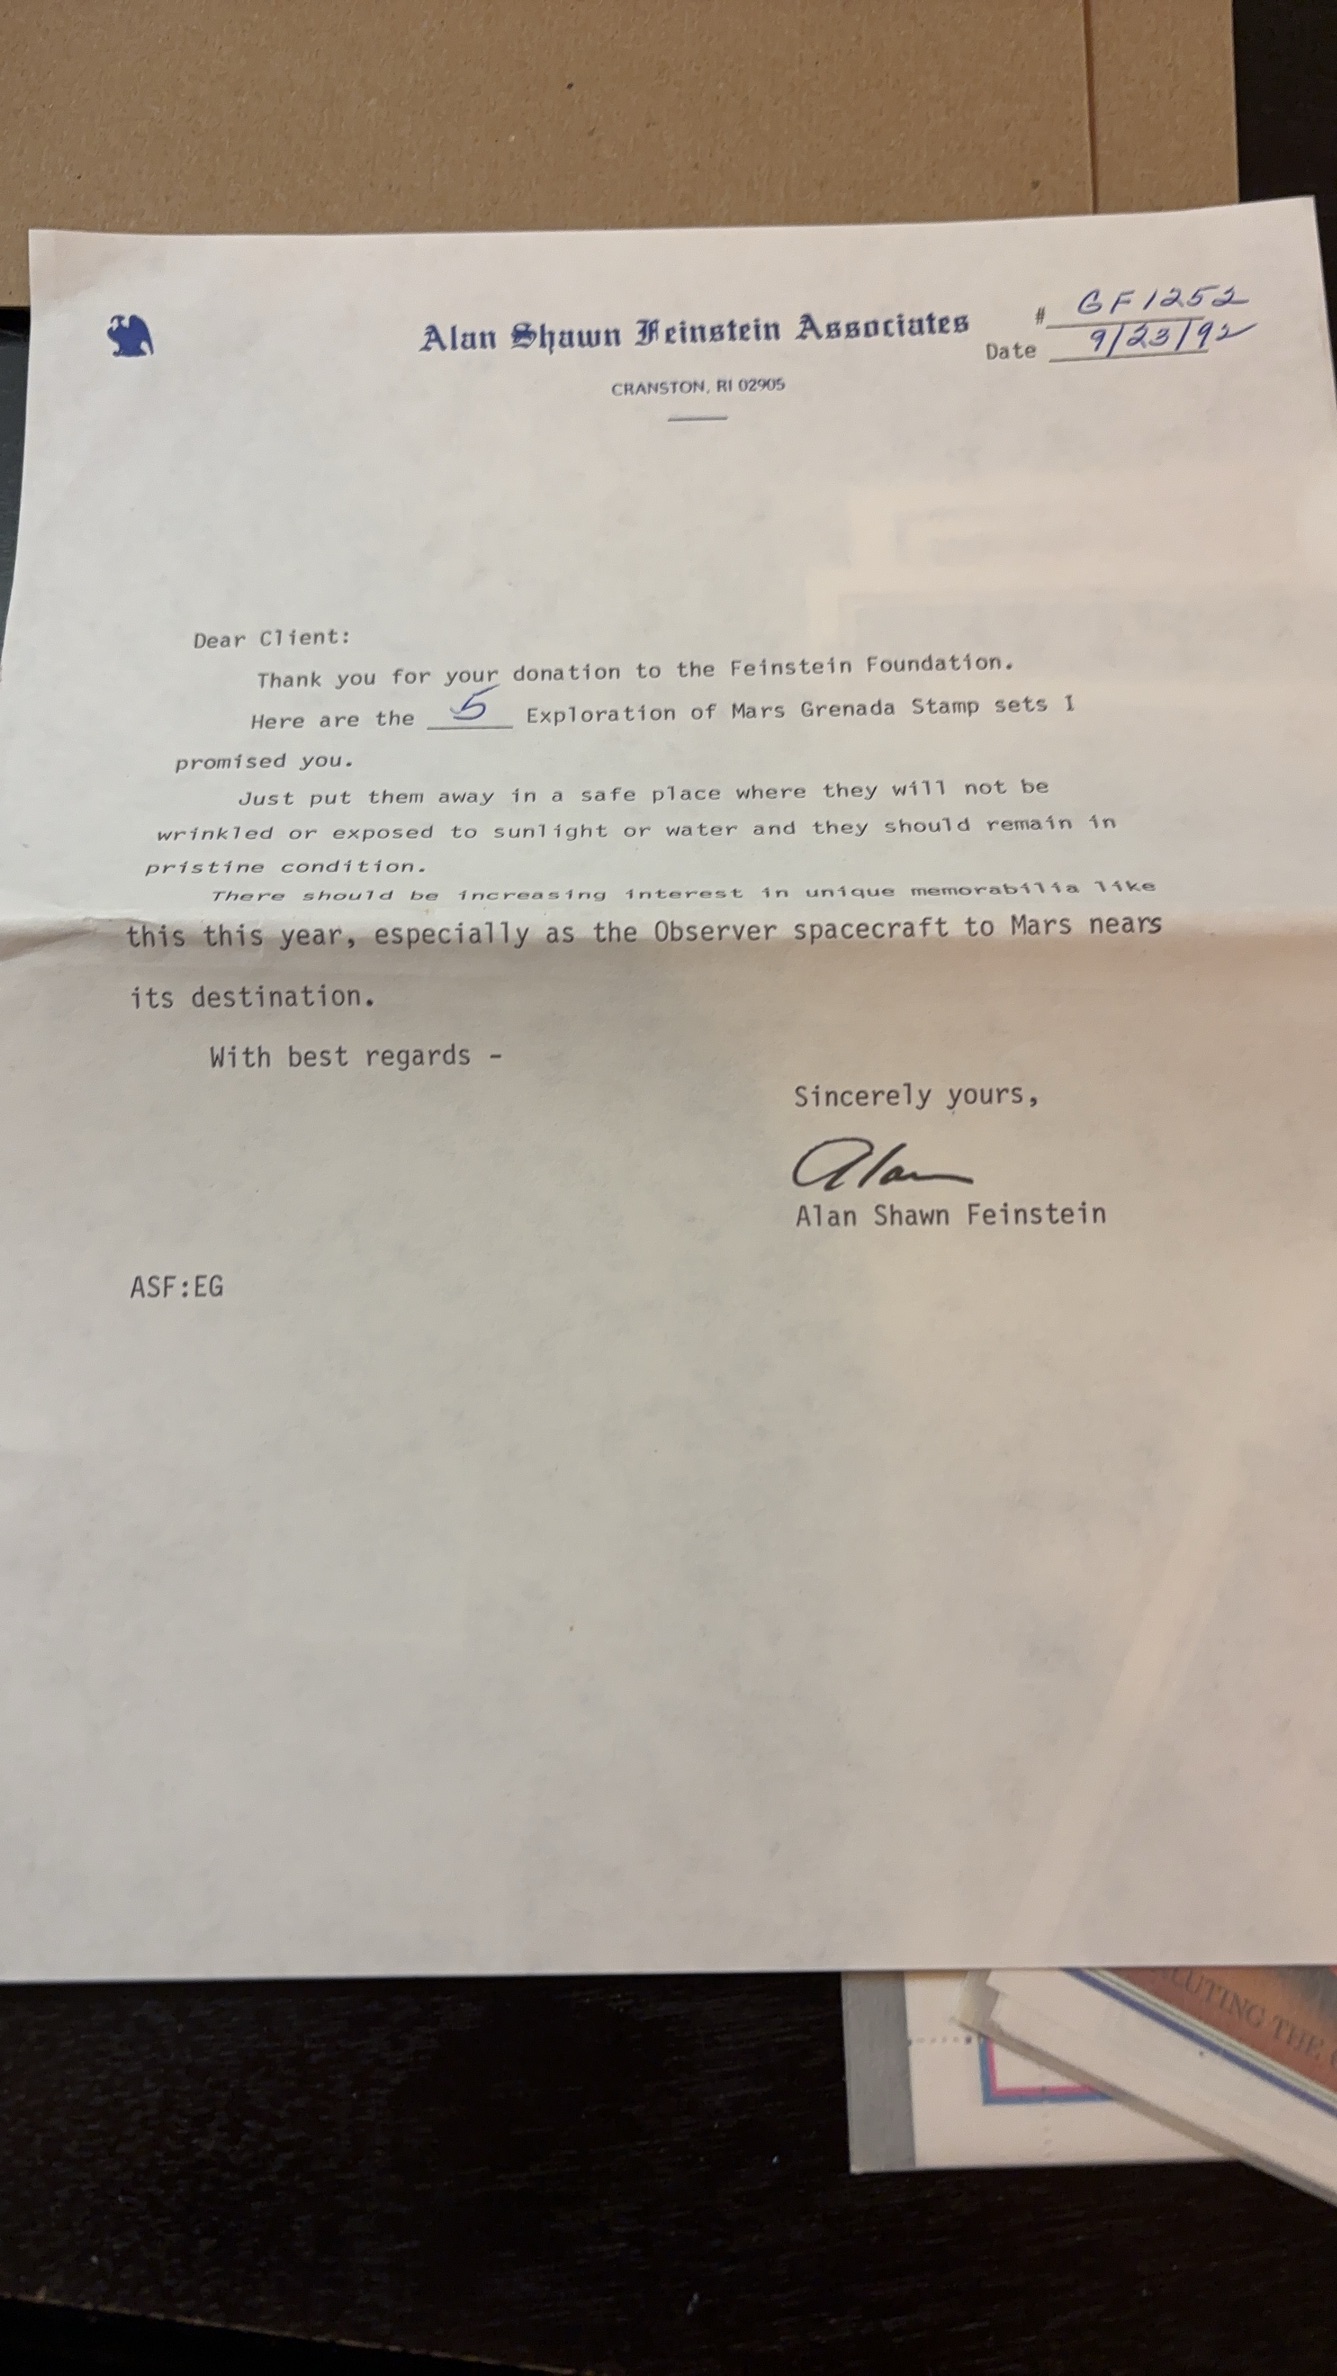 Alan Shawn Feinstein Associates
CRANSTON, RI 02905
# GF1252
Date 9/23/92
Dear Client:
Thank you for your donation to the Feinstein Foundation.
Here are the 5 Exploration of Mars Grenada Stamp sets I
promised you.
Just put them away in a safe place where they will not be
wrinkled or exposed to sunlight or water and they should remain in
pristine condition.
There should be increasing interest in unique memorabilia like
this this year, especially as the Observer spacecraft to Mars nears
its destination.
With best regards -
Sincerely yours,
Alan
Alan Shawn Feinstein
ASF:EG
LUTING THE